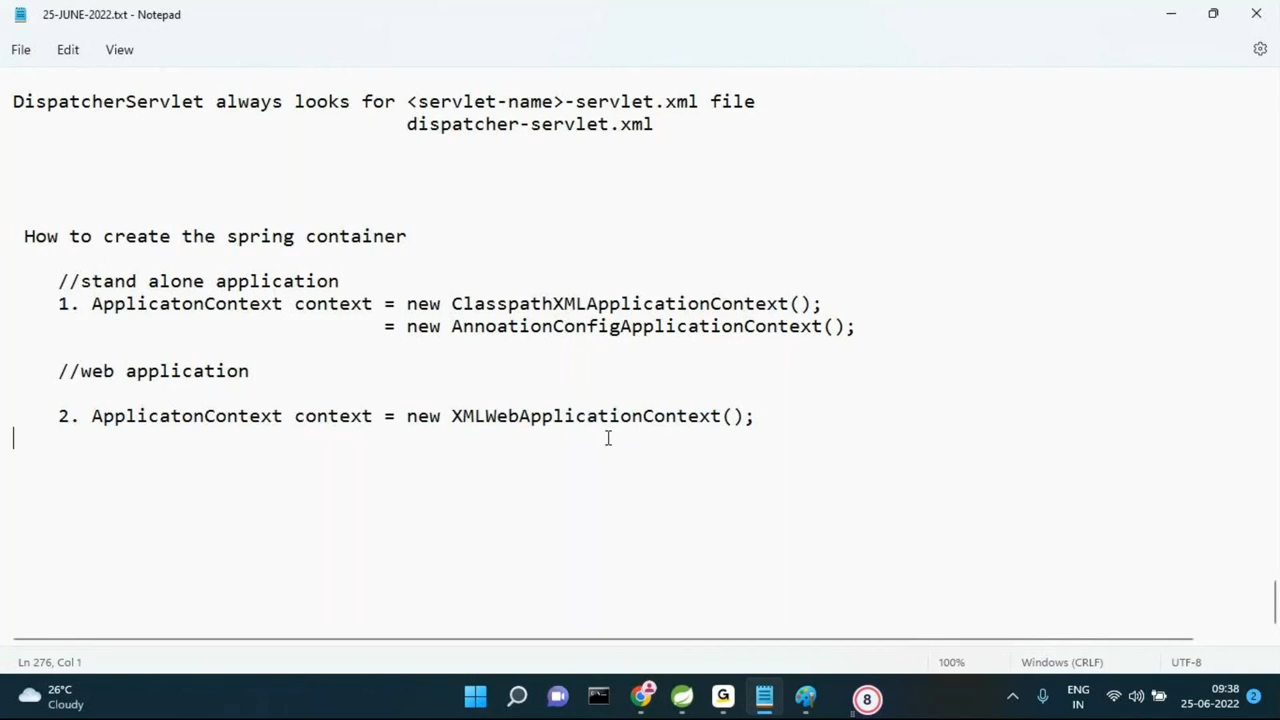 25-JUNE-2022.txt - Notepad
File Edit View
DispatcherServlet always looks for <servlet-name>-servlet.xml file
dispatcher-servlet.xml
How to create the spring container
//stand alone application
1. ApplicatonContext context = new ClasspathXMLApplicationContext();
= new AnnoationConfigApplicationContext();
//web application
2. ApplicatonContext context = new XMLWebApplicationContext();
Ln 276, Col 1 100% Windows (CRLF) UTF-8
26°C
Cloudy
G
8
ENG
IN
09:38
25-06-2022
2